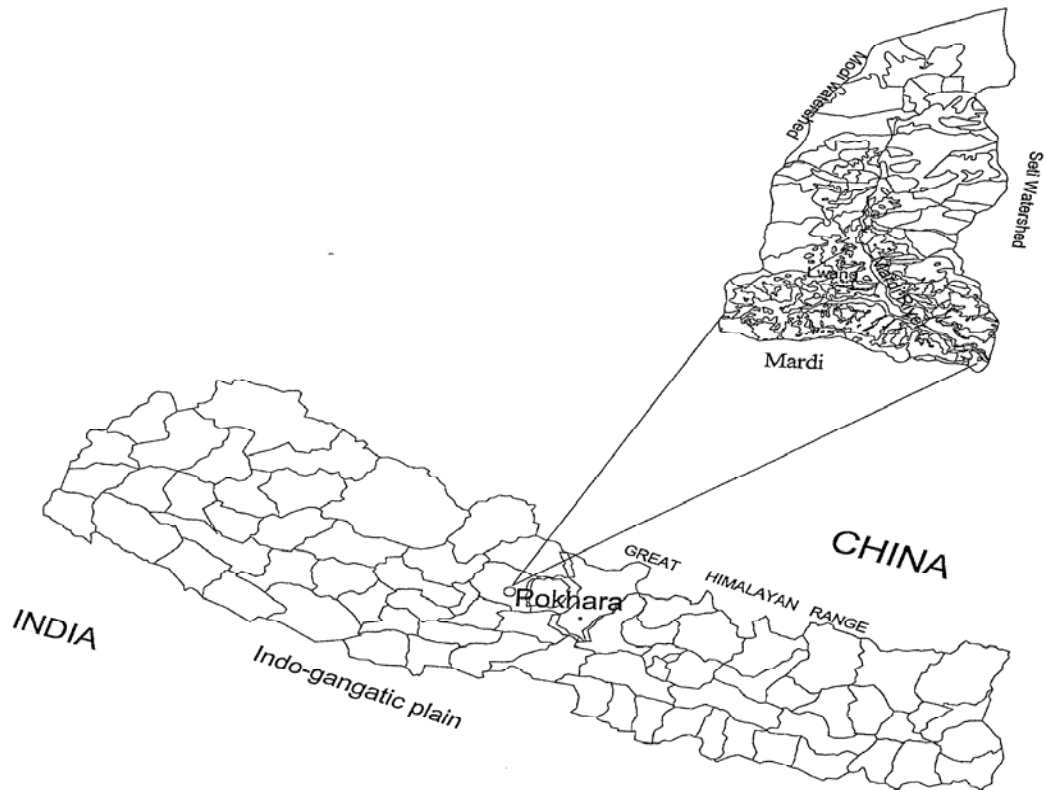 Modi Watershed
Seti Watershed
Lwang
Mardi
CHINA
GREAT HIMALAYAN RANGE
Pokhara
INDIA
Indo-gangatic plain